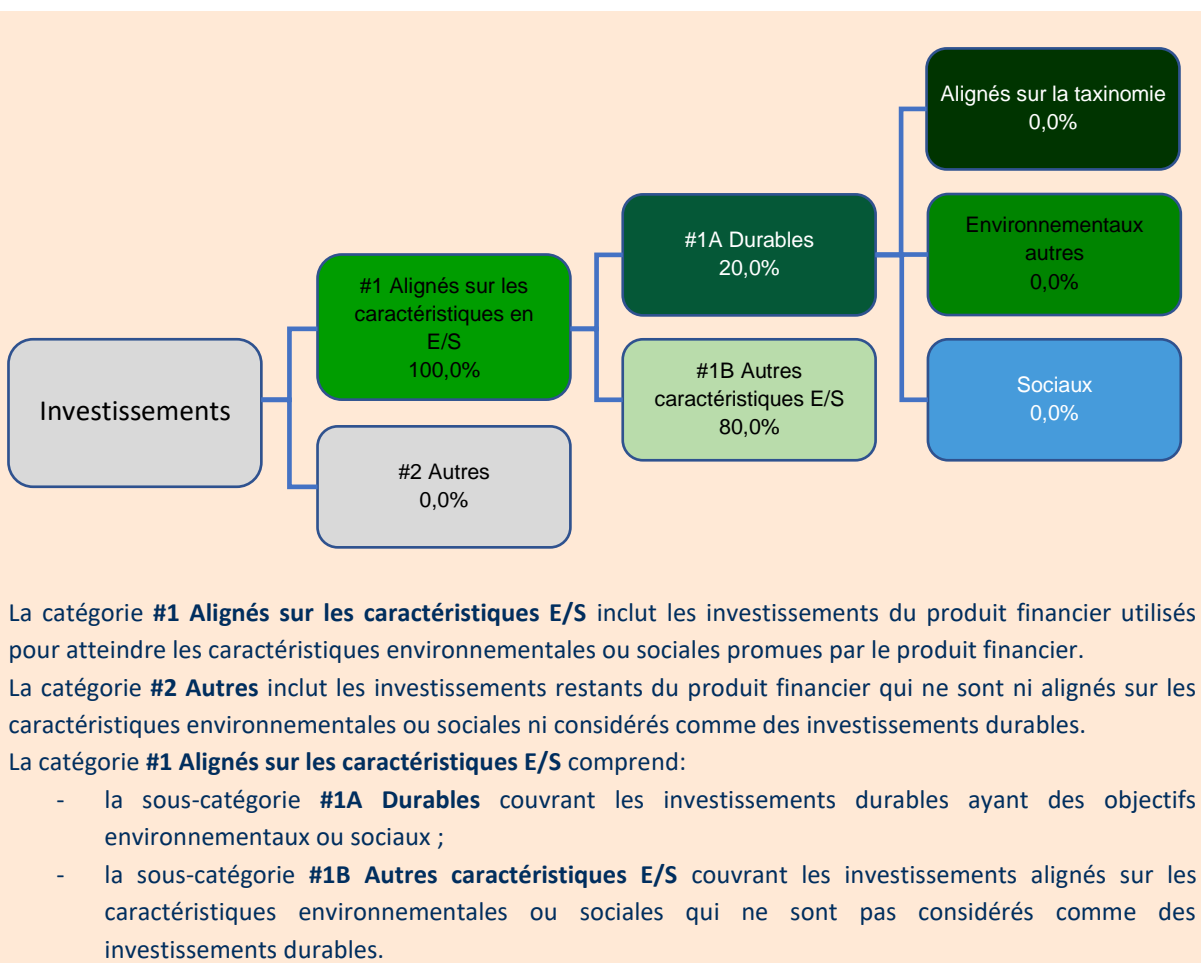 Alignés sur la taxinomie
0,0%
#1A Durables
20,0%
Environnementaux
autres
0,0%
#1 Alignés sur les
caractéristiques en
E/S
100,0%
Investissements
#1B Autres
caractéristiques E/S
80,0%
Sociaux
0,0%
#2 Autres
0,0%
La catégorie #1 Alignés sur les caractéristiques E/S inclut les investissements du produit financier utilisés
pour atteindre les caractéristiques environnementales ou sociales promues par le produit financier.
La catégorie #2 Autres inclut les investissements restants du produit financier qui ne sont ni alignés sur les
caractéristiques environnementales ou sociales ni considérés comme des investissements durables.
La catégorie #1 Alignés sur les caractéristiques E/S comprend:
- la sous-catégorie #1A Durables couvrant les investissements durables ayant des objectifs
environnementaux ou sociaux ;
- la sous-catégorie #1B Autres caractéristiques E/S couvrant les investissements alignés sur les
caractéristiques environnementales ou sociales qui ne sont pas considérés comme des
investissements durables.